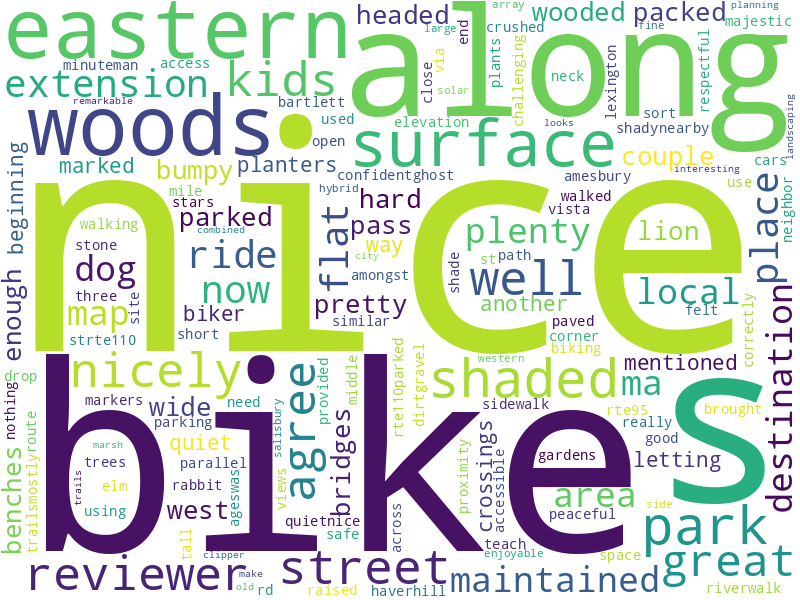 eastern
along
headed
wooded
packed
planning
array
large
end
crushed
via
fine
majestic
minuteman
access
extension
kids
close
solar
plants
challenging
neck
lexington
respectful
remarkable
bartlett
woods
used
elevation
open
surface
looks
sort
shadynearby
landscaping
marked
bumpy
planters
confidentghost
couple
cars
amesbury
interesting
beginning
mile
stars
hybrid
hard
walked
use
neighbor
s
nice
walking
combined
parked
flat
pass
plenty
vista
lion
place
stone
dog
ride
way
st
path
shade
city
amongst
well
three
site
map
now
pretty
another
local
felt
enough
biker
similar
paved
corner
strte110
short
biking
correctly
nicely
western
shaded
mentioned
destination
drop
nothing
agree
provided
middle
rte110parked
dirtgravel
ma
bike
markers
wide
need
bridges
sidewalk
rte95
brought
benches
trailsmostly
route
parking
salisbury
crossings
really
good
marsh
trees
quiet
parallel
gardens
letting
trails
elm
rabbit
views
proximity
accessible
area
using
west
ageswas
quietnice
safe
across
peaceful
park
tall
teach
space
side
clipper
enjoyable
great
reviewer
make
street
maintained
old
rd
raised
haverhill
riverwalk